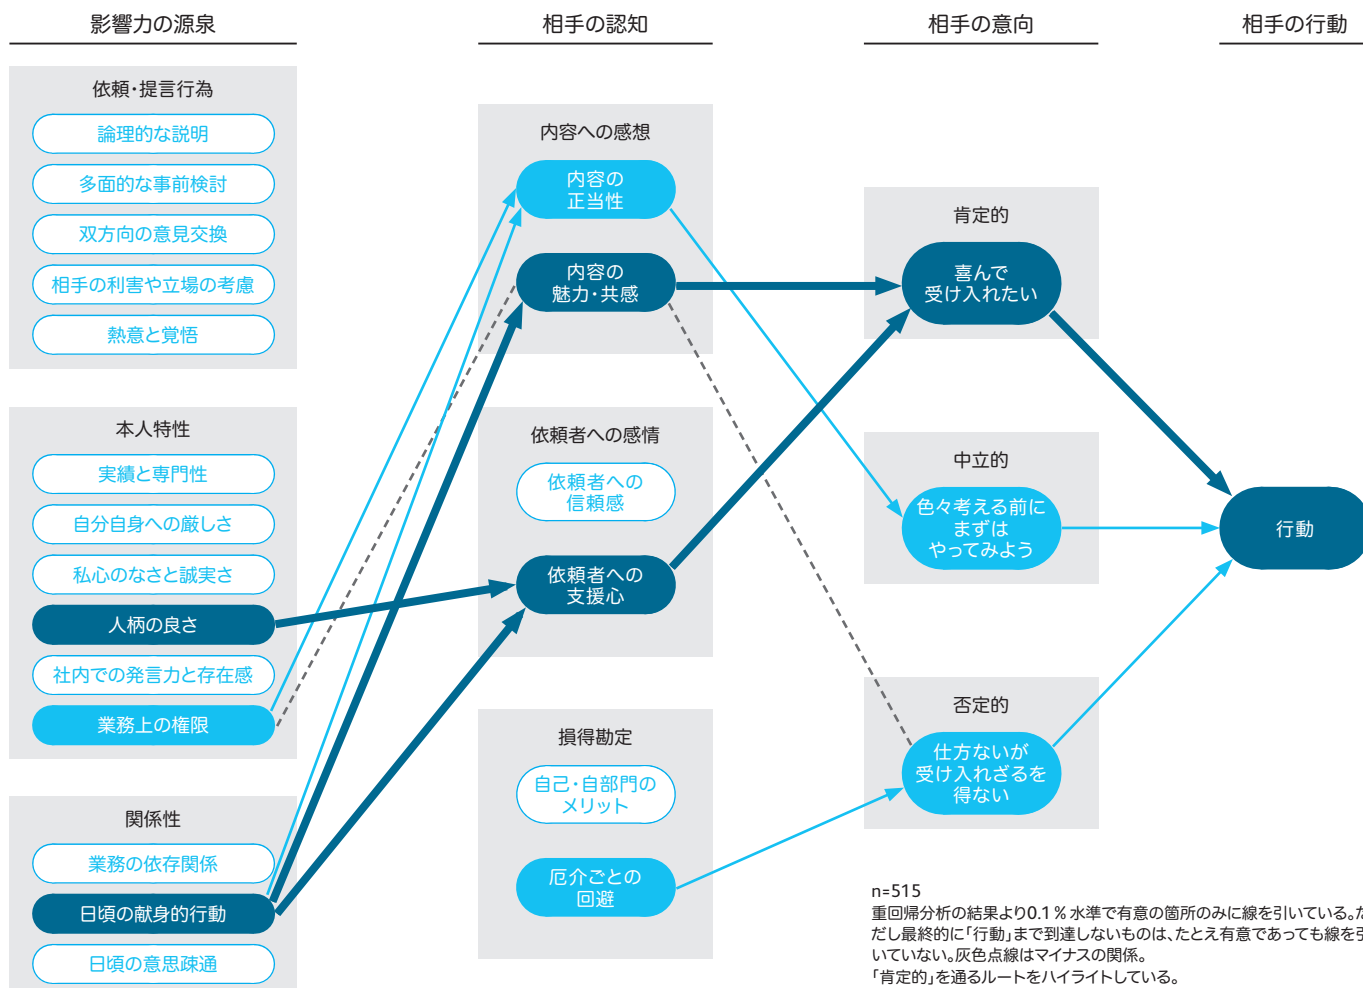 影響力の源泉
相手の認知
相手の意向
相手の行動
依頼・提言行為
論理的な説明
多面的な事前検討
双方向の意見交換
相手の利害や立場の考慮
熱意と覚悟
本人特性
実績と専門性
自分自身への厳しさ
私心のなさと誠実さ
人柄の良さ
社内での発言力と存在感
業務上の権限
関係性
業務の依存関係
日頃の献身的行動
日頃の意思疎通
内容への感想
内容の
正当性
内容の
魅力・共感
依頼者への感情
依頼者への
信頼感
依頼者への
支援心
損得勘定
自己・自部門の
メリット
厄介ごとの
回避
肯定的
喜んで
受け入れたい
中立的
色々考える前に
まずは
やってみよう
否定的
仕方ないが
受け入れざるを
得ない
行動
n=515
重回帰分析の結果より0.1％水準で有意の箇所のみに線を引いている。た
だし最終的に「行動」まで到達しないものは、たとえ有意であっても線を引
いていない。灰色点線はマイナスの関係。
「肯定的」を通るルートをハイライトしている。